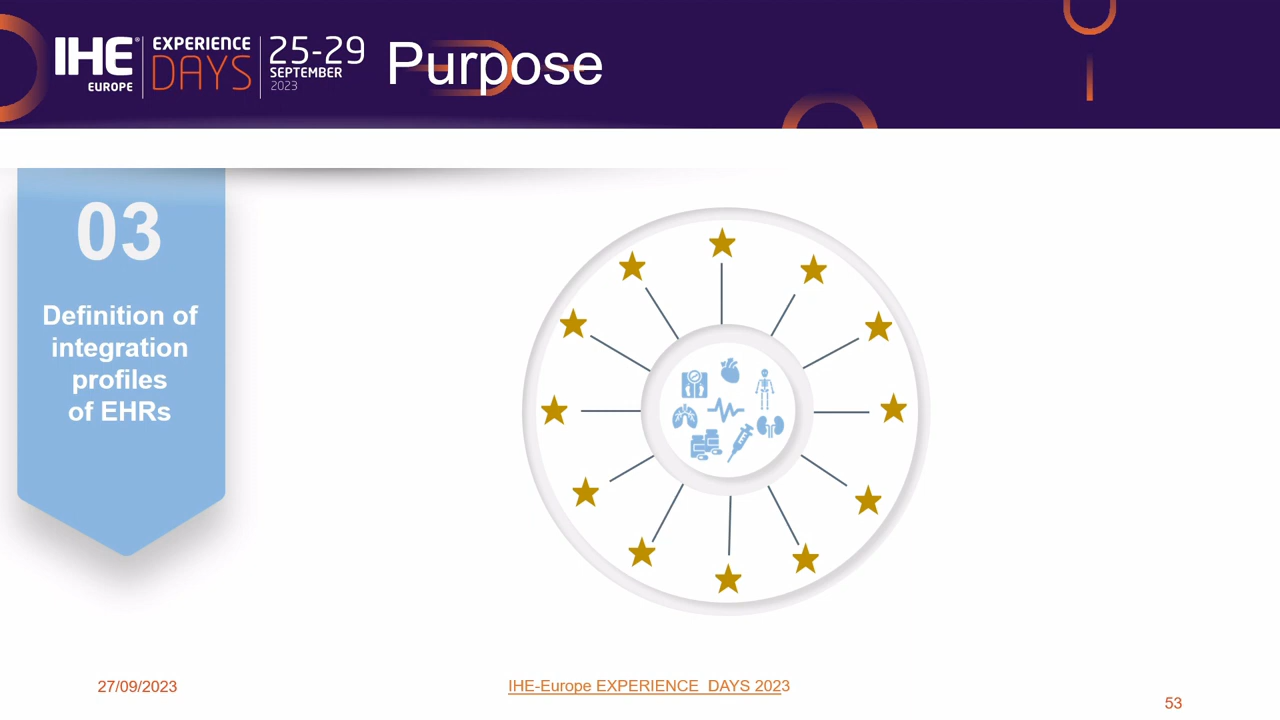 IHE® EUROPE
EXPERIENCE DAYS
25-29 SEPTEMBER 2023
Purpose
03
Definition of
integration
profiles
of EHRs
27/09/2023
IHE-Europe EXPERIENCE DAYS 2023
53